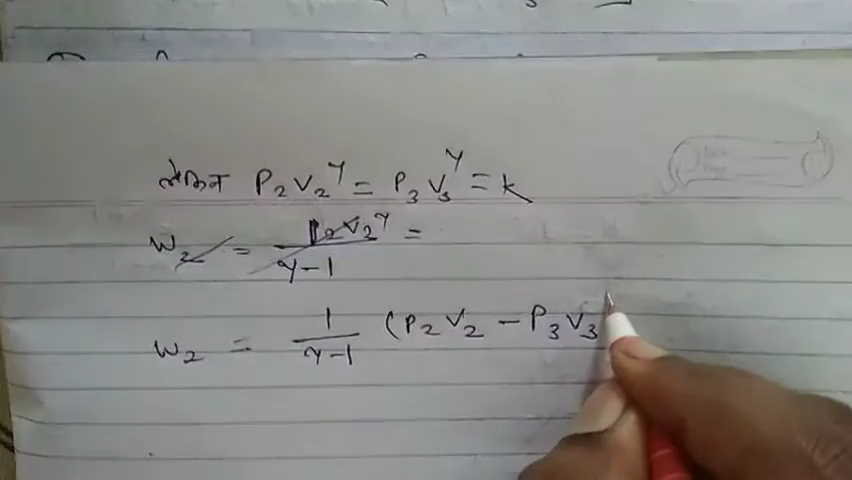 लेकिन P₂V₂^γ = P₃V₃^γ = k
W₂ = P₂V₂^γ / γ-1 =
W₂ = 1 / γ-1 (P₂V₂ - P₃V₃